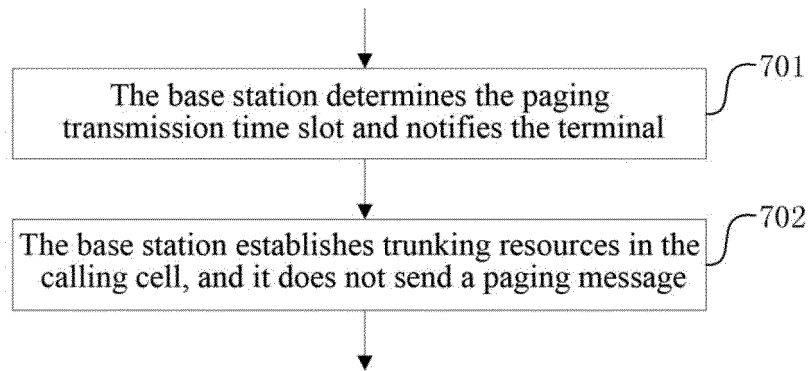 The base station determines the paging
transmission time slot and notifies the terminal
701
The base station establishes trunking resources in the
calling cell, and it does not send a paging message
702